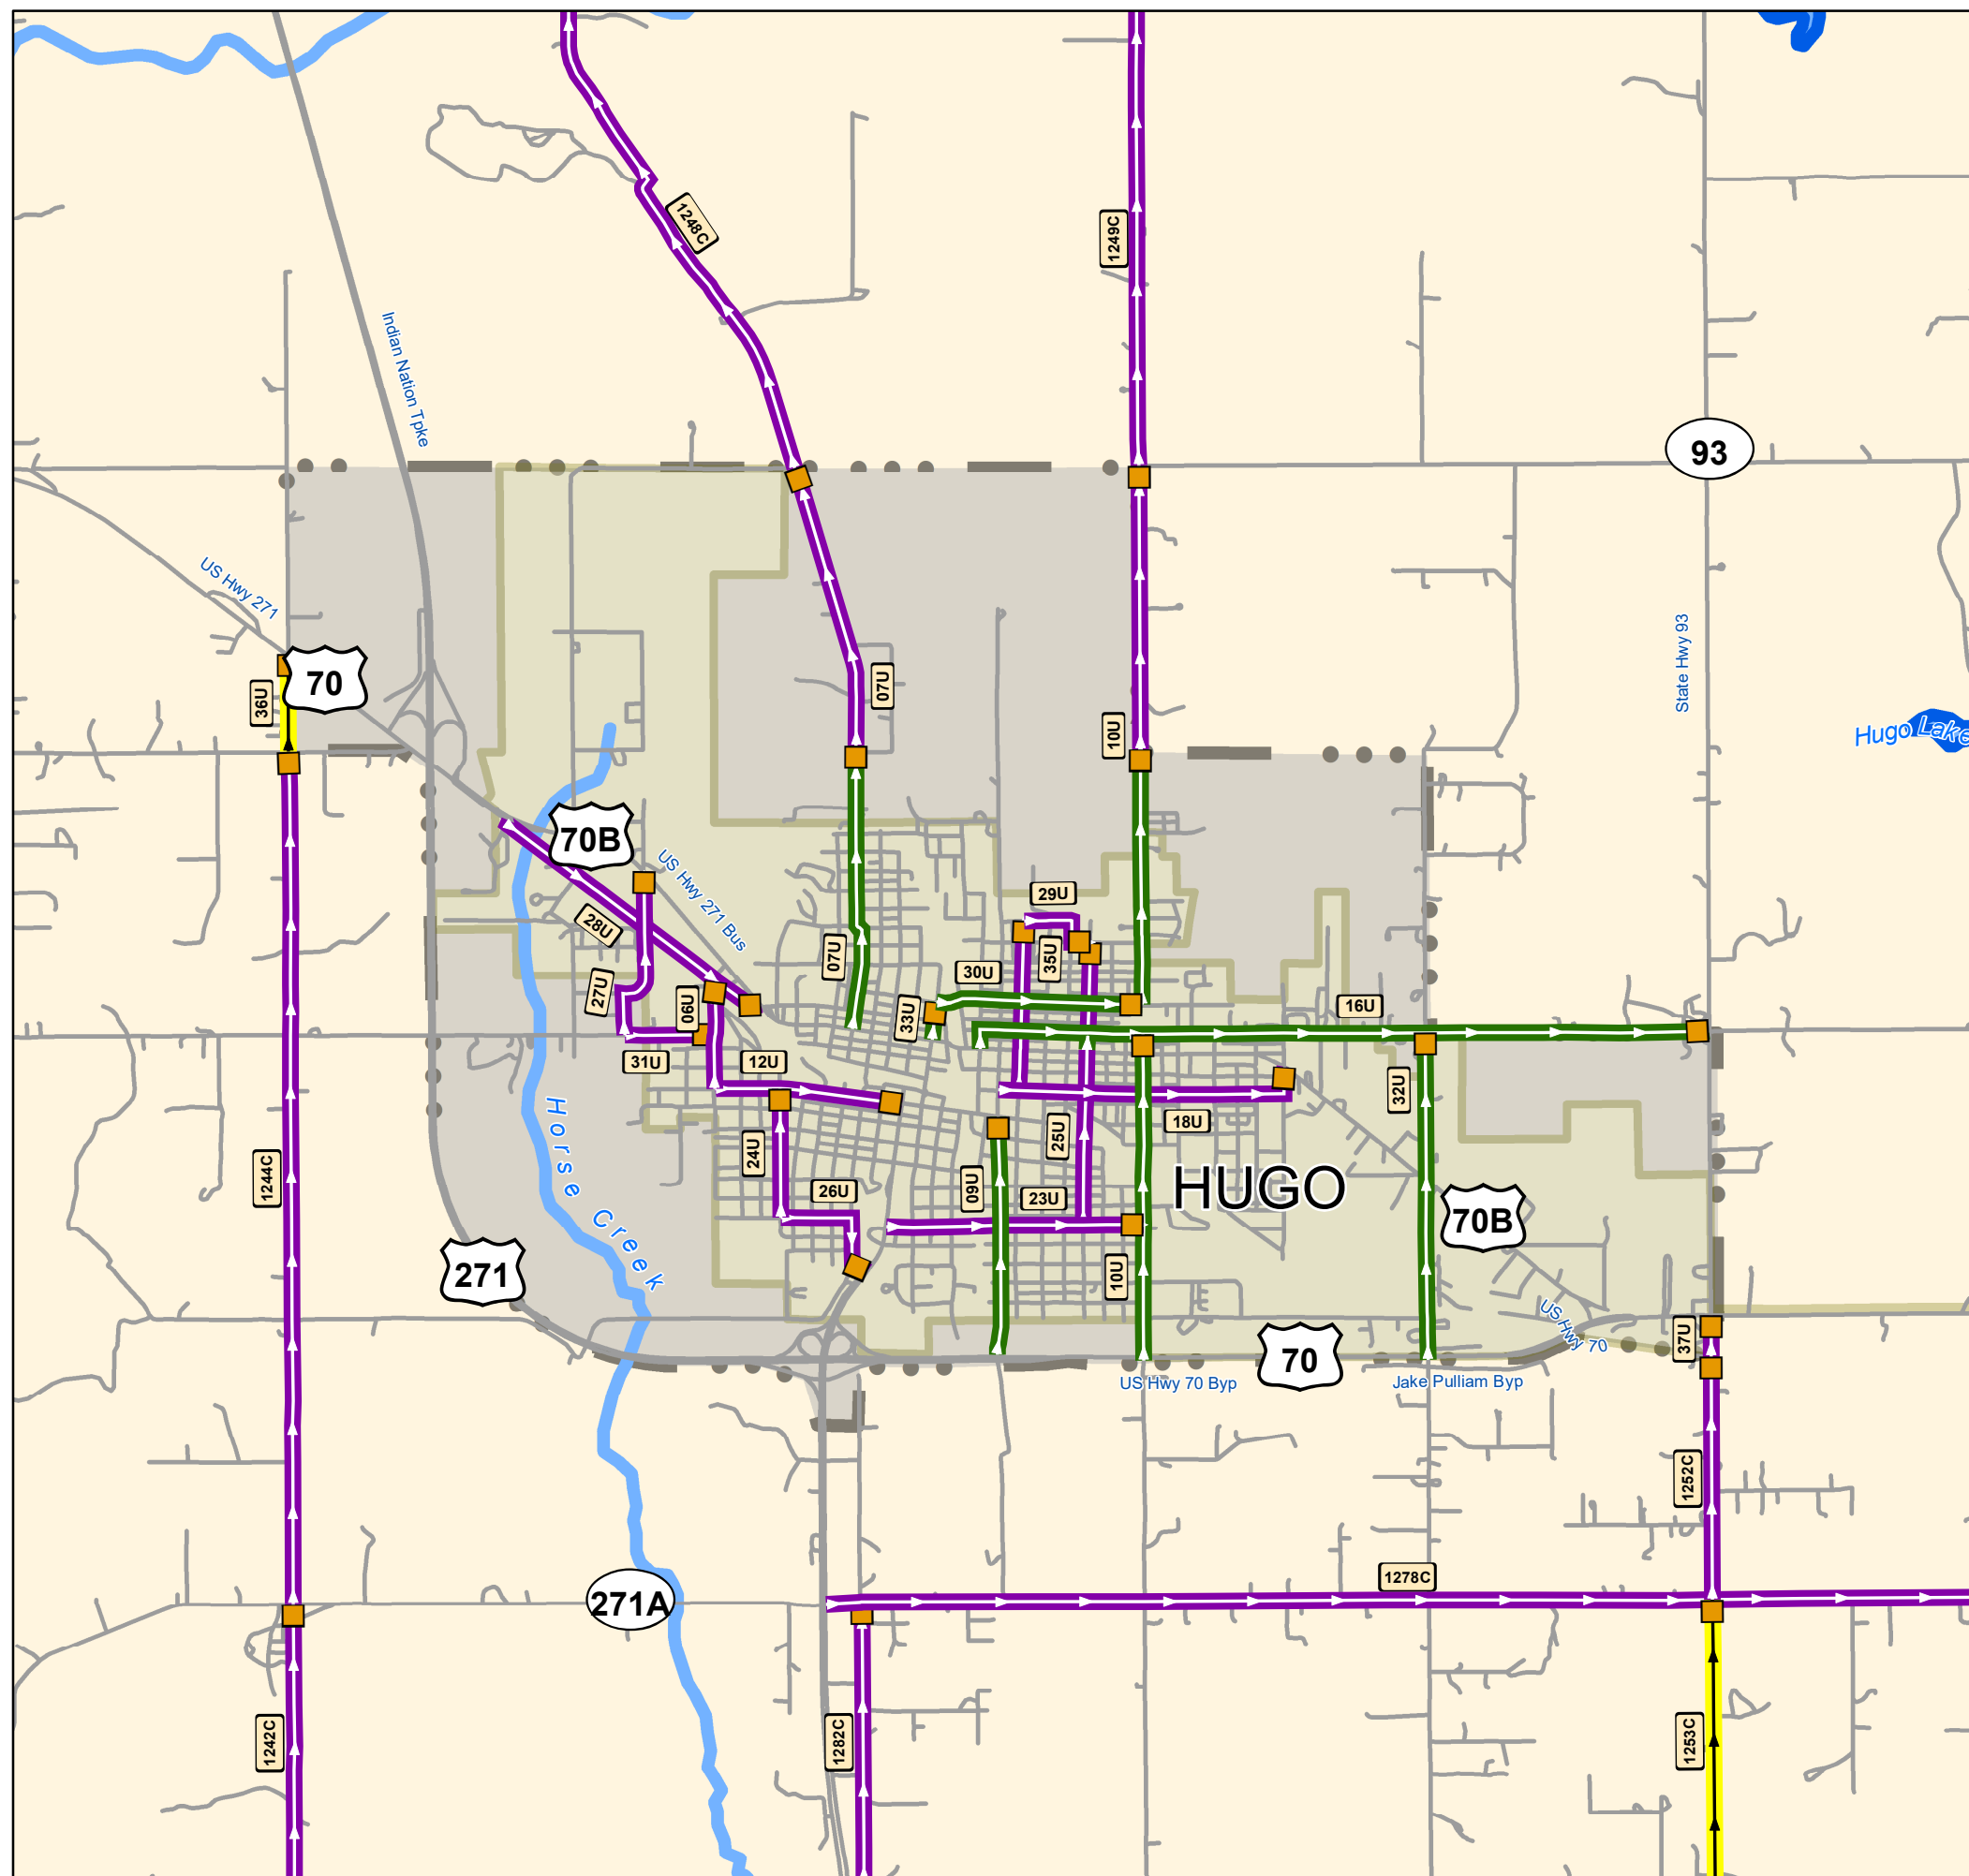 1248C
1249C
Indian Nation Tpke
93
US Hwy 271
State Hwy 93
70
36U
07U
10U
Hugo Lake
70B
US Hwy 271 Bus
29U
28U
07U
35U
30U
27U
06U
33U
16U
31U
12U
32U
Horse Creek
18U
24U
25U
1244C
26U
09U
23U
HUGO
70B
271
10U
US Hwy 70
37U
70
US Hwy 70 Byp
Jake Pulliam Byp
1252C
1278C
271A
1242C
1282C
1253C